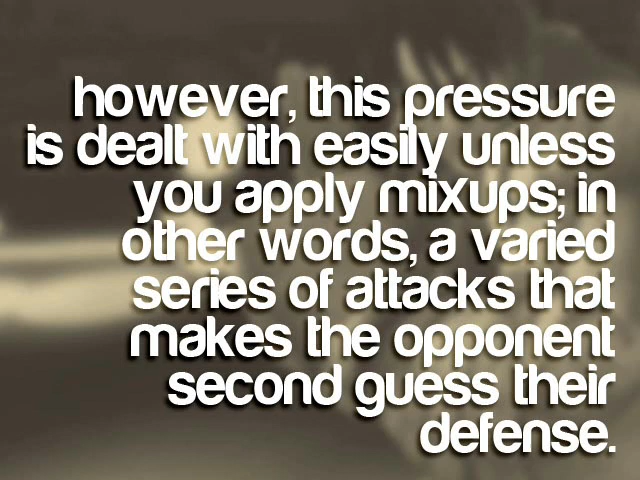 however, this pressure
is dealt with easily unless
you apply mixups; in
other words, a varied
series of attacks that
makes the opponent
second guess their
defense.